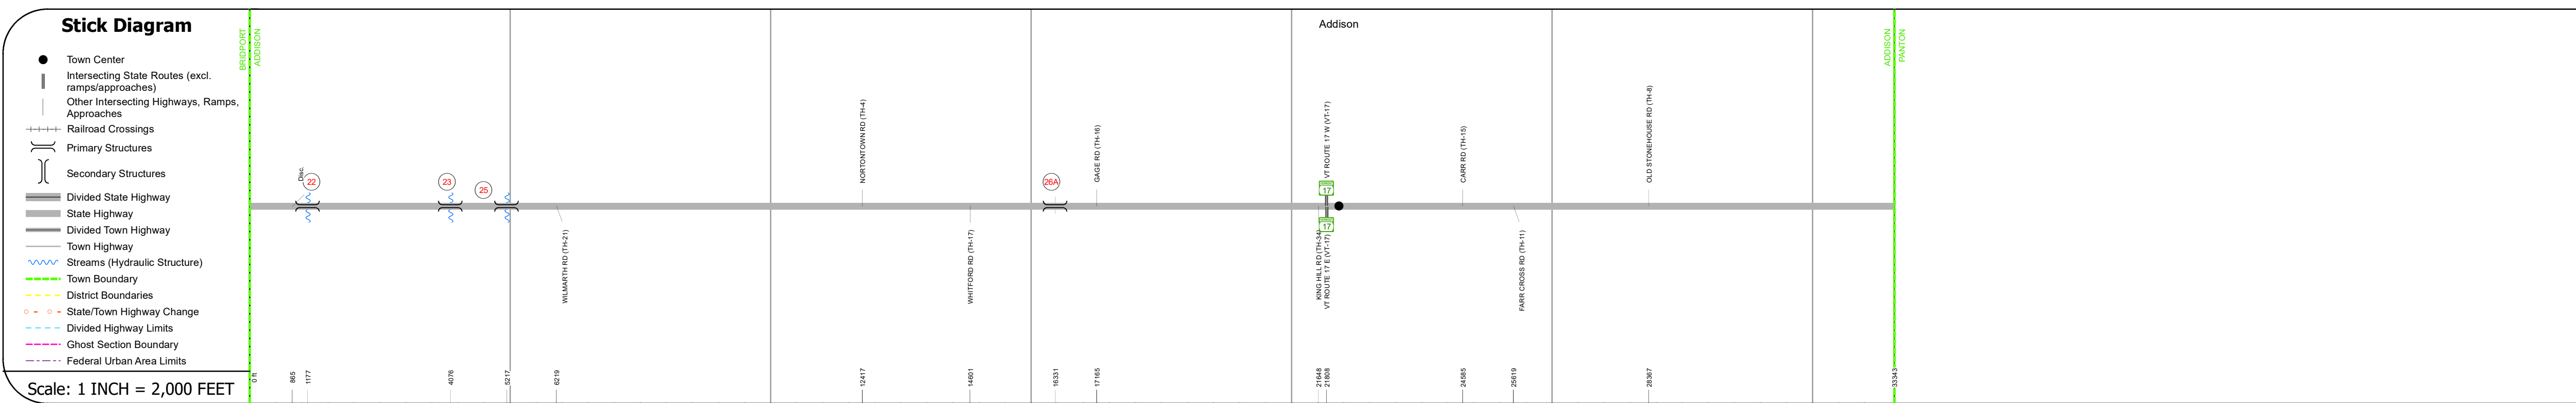 Stick Diagram
Town Center
Intersecting State Routes (excl.
ramps/approaches)
Other Intersecting Highways, Ramps,
Approaches
Railroad Crossings
Primary Structures
Secondary Structures
Divided State Highway
State Highway
Divided Town Highway
Town Highway
Streams (Hydraulic Structure)
Town Boundary
District Boundaries
State/Town Highway Change
Divided Highway Limits
Ghost Section Boundary
Federal Urban Area Limits
Scale: 1 INCH = 2,000 FEET
BRIDPORT
ADDISON
Addison
ADDISON
PANTON
Disc.
22
23
25
NORTONTOWN RD (TH-4)
26A
GAGE RD (TH-16)
VT ROUTE 17 W (VT-17)
17
CARR RD (TH-15)
OLD STONEHOUSE RD (TH-8)
WILMARTH RD (TH-21)
WHITFORD RD (TH-17)
KING HILL RD (TH-34)
17
VT ROUTE 17 E (VT-17)
FARR CROSS RD (TH-11)
0 ft
865
1177
4076
5217
6219
12417
14601
16331
17165
21648
21808
24585
25619
28367
33343